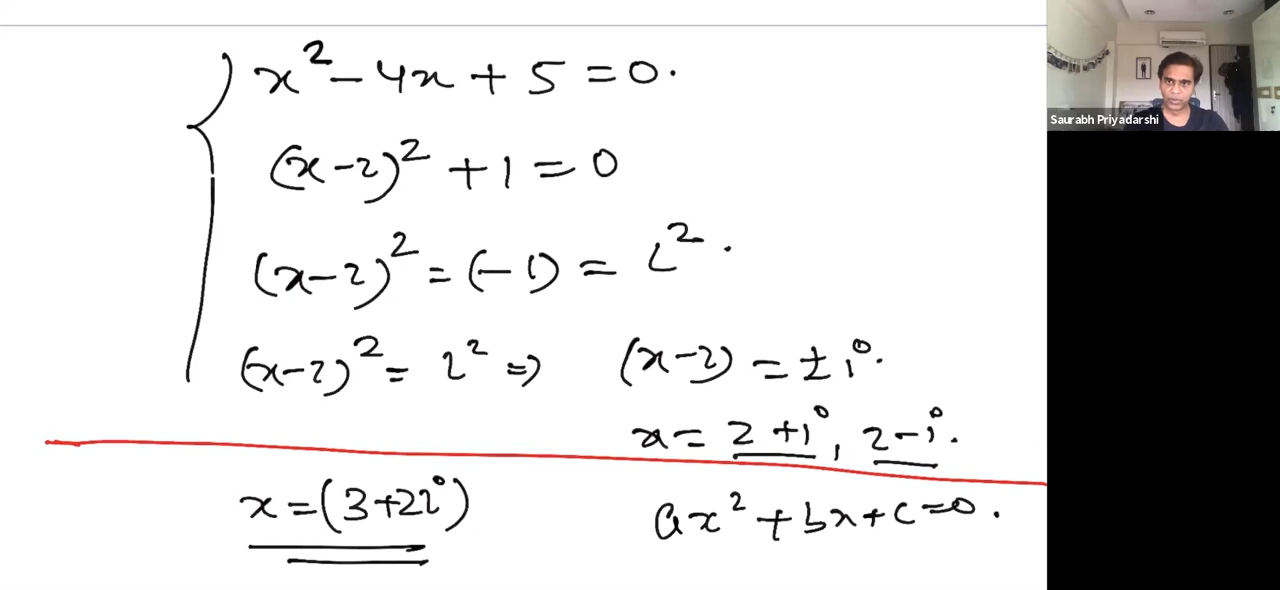 x² - 4x + 5 = 0.
(x-2)² + 1 = 0
(x-2)² = (-1) = i².
(x-2)² = i² ⇒ (x-2) = ± i.
x = 2 + i, 2 - i.
x = (3+2i)
ax² + bx + c = 0.
Saurabh Priyadarshi